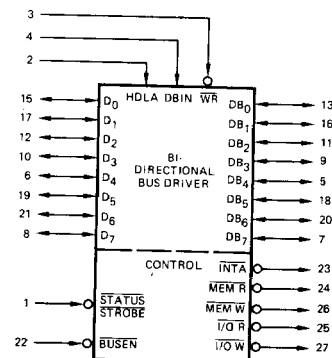 3
4
2
HDLA DBIN WR
15 D0 DB0 13
17 D1 DB1 16
12 D2 DB2 11
10 D3 BI- DB3 9
6 D4 DIRECTIONAL DB4 5
19 D5 BUS DRIVER DB5 18
21 D6 DB6 20
8 D7 DB7 7
CONTROL INTA 23
MEM R 24
1 STATUS MEM W 26
STROBE I/O R 25
22 BUSEN I/O W 27